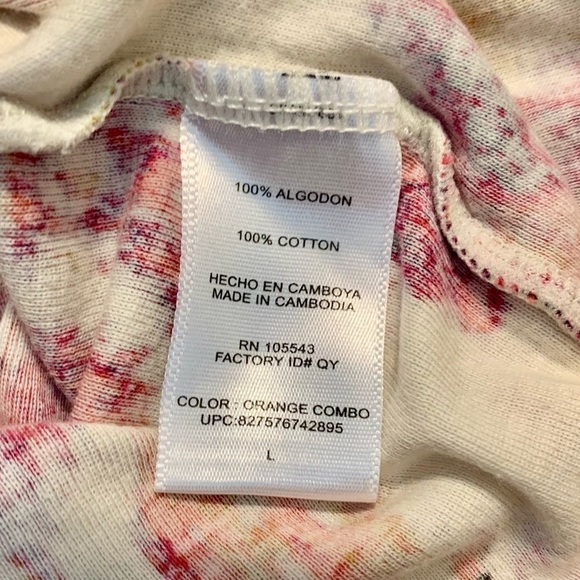 100% ALGODON
100% COTTON
HECHO EN CAMBOYA
MADE IN CAMBODIA
RN 105543
FACTORY ID# QY
COLOR - ORANGE COMBO
UPC:827576742895
L